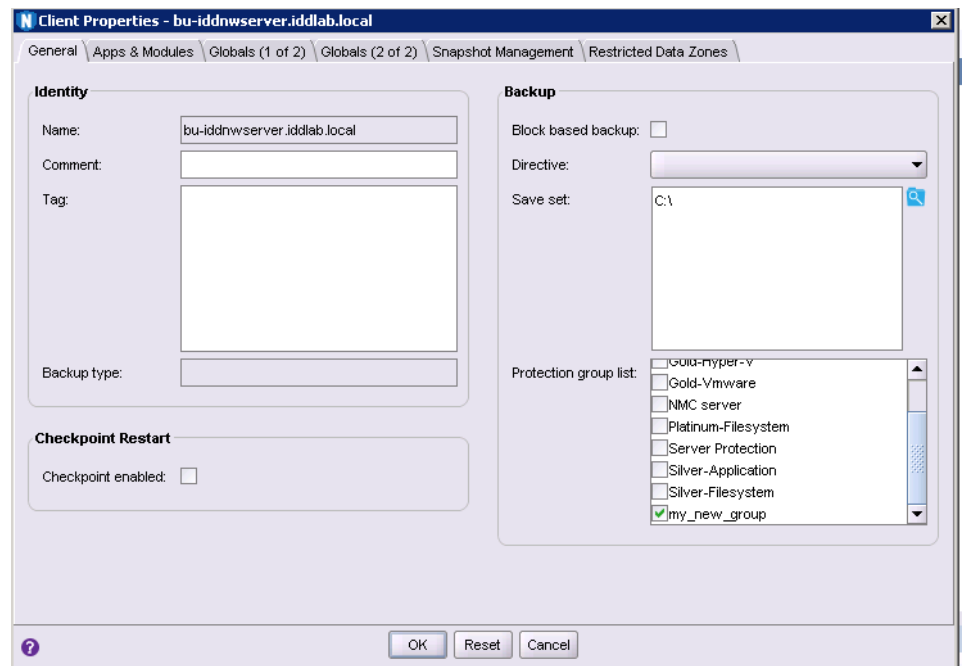 Client Properties - bu-iddnwserver.iddlab.local
General
Apps & Modules
Globals (1 of 2)
Globals (2 of 2)
Snapshot Management
Restricted Data Zones
Identity
Name:
bu-iddnwserver.iddlab.local
Comment:
Tag:
Backup type:
Checkpoint Restart
Checkpoint enabled:
Backup
Block based backup:
Directive:
Save set:
C:\
Protection group list:
Gold-Hyper-V
Gold-Vmware
NMC server
Platinum-Filesystem
Server Protection
Silver-Application
Silver-Filesystem
my_new_group
?
OK
Reset
Cancel